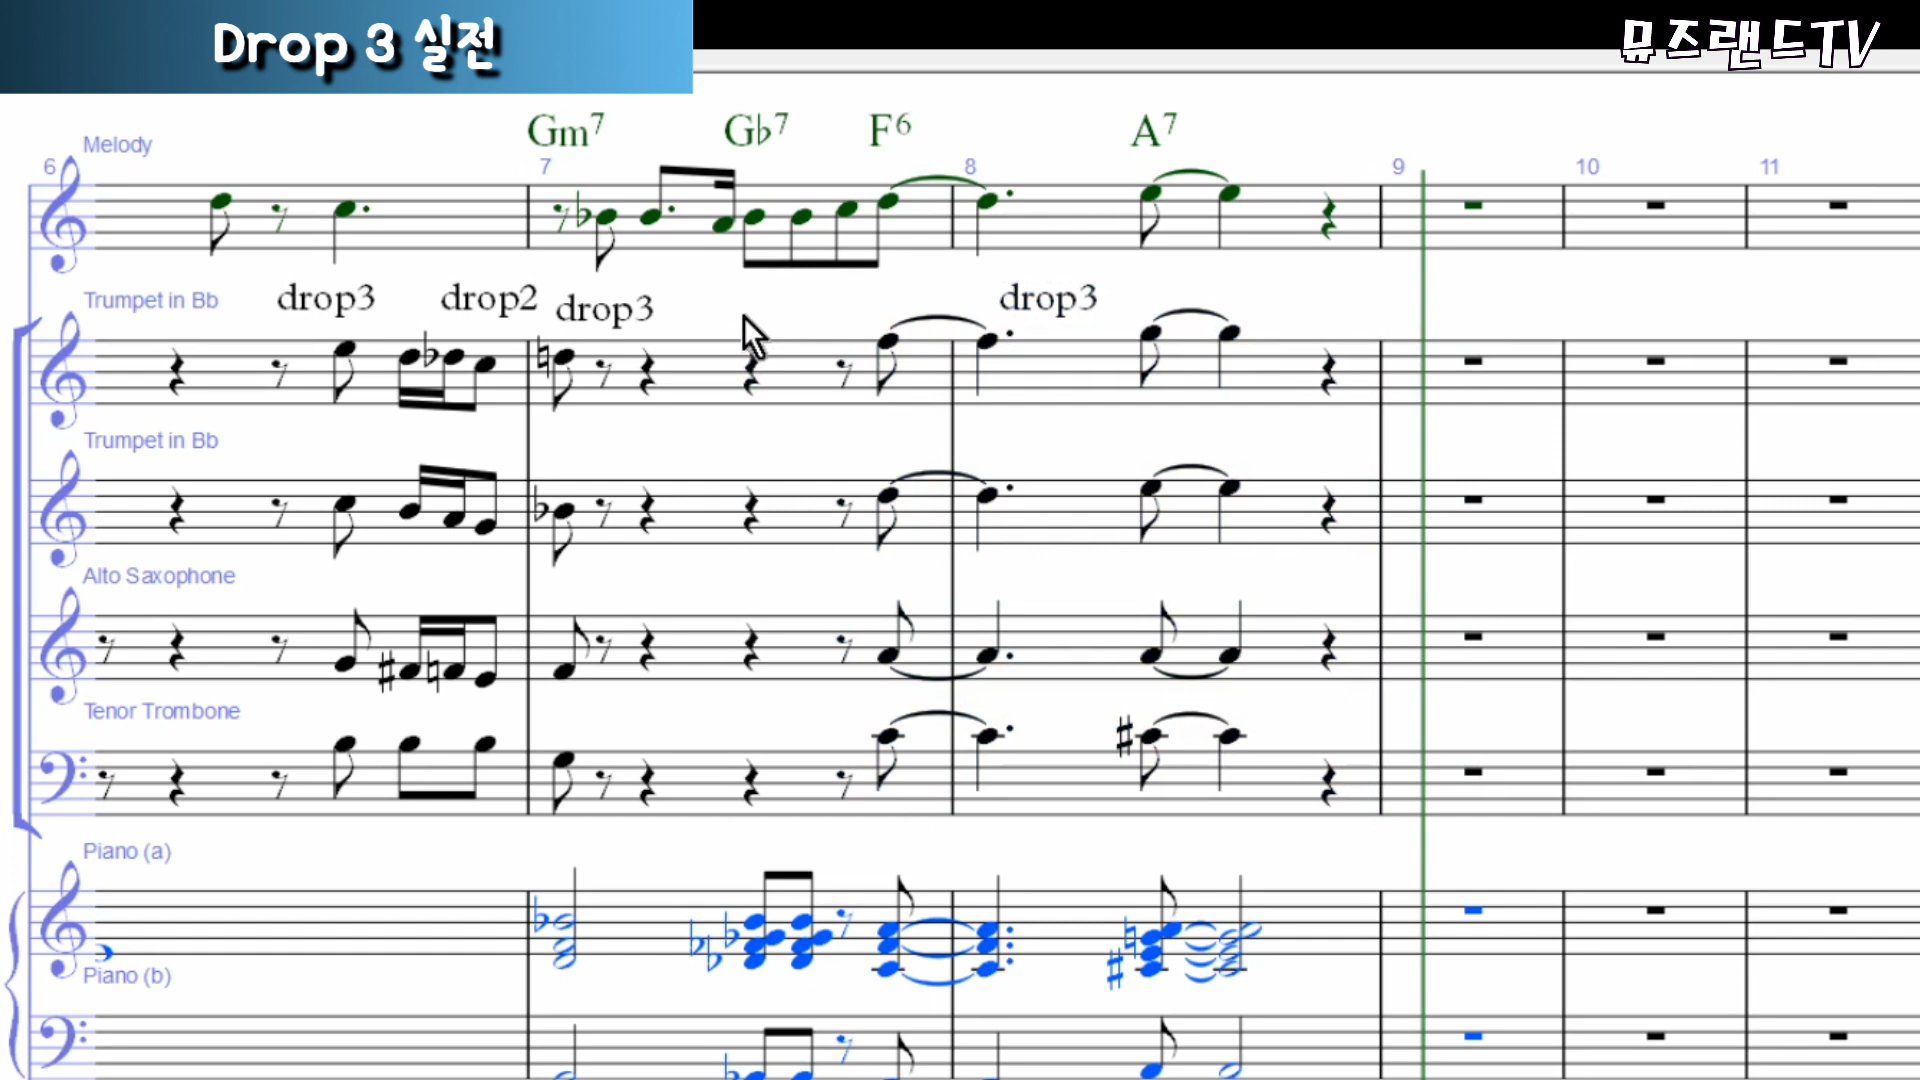 Drop 3 실전
뮤즈랜드TV
Gm7 Gb7 F6 A7
Melody
6 7 8 9 10 11
Trumpet in Bb
drop3 drop2 drop3 drop3
Trumpet in Bb
Alto Saxophone
Tenor Trombone
Piano (a)
Piano (b)